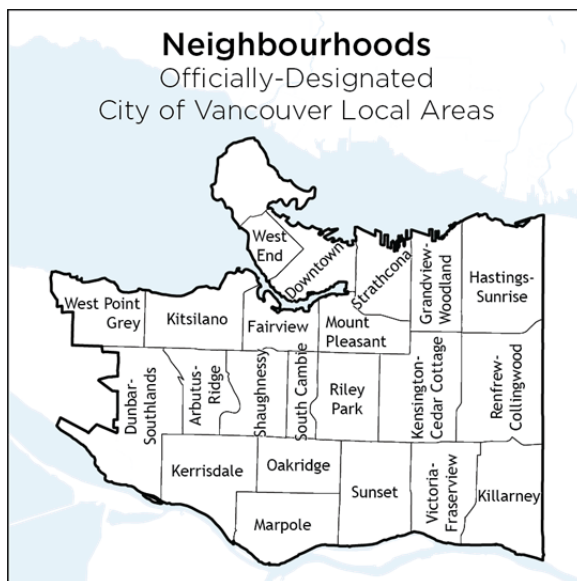 Neighbourhoods
Officially-Designated
City of Vancouver Local Areas
West
End
Downtown
Strathcona
Grandview-
Woodland
Hastings-
Sunrise
West Point
Grey
Kitsilano
Fairview
Mount
Pleasant
Dunbar-
Southlands
Arbutus-
Ridge
Shaughnessy
South Cambie
Riley
Park
Kensington-
Cedar Cottage
Renfrew-
Collingwood
Kerrisdale
Oakridge
Marpole
Sunset
Victoria-
Fraserview
Killarney